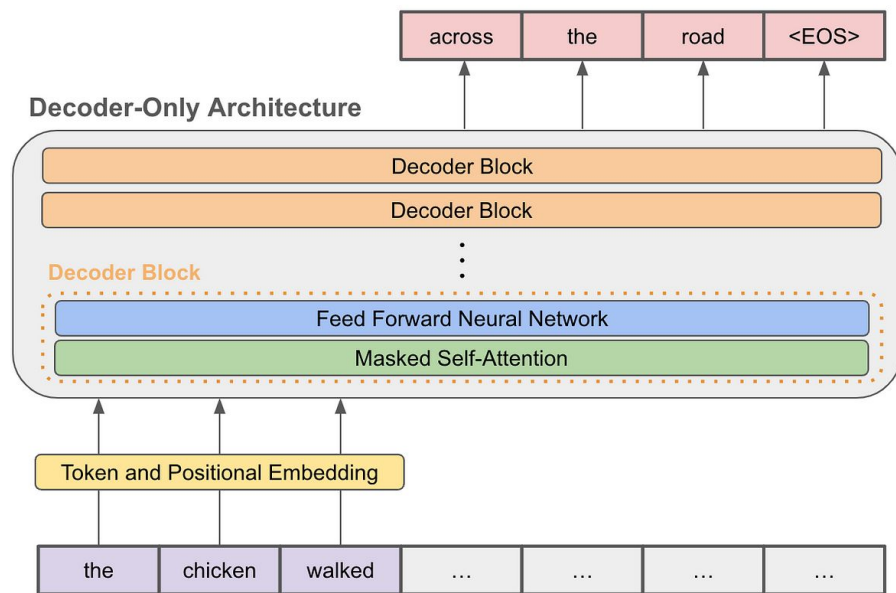 across the road <EOS>
Decoder-Only Architecture
Decoder Block
Decoder Block
Decoder Block
Feed Forward Neural Network
Masked Self-Attention
Token and Positional Embedding
the chicken walked ... ... ... ...